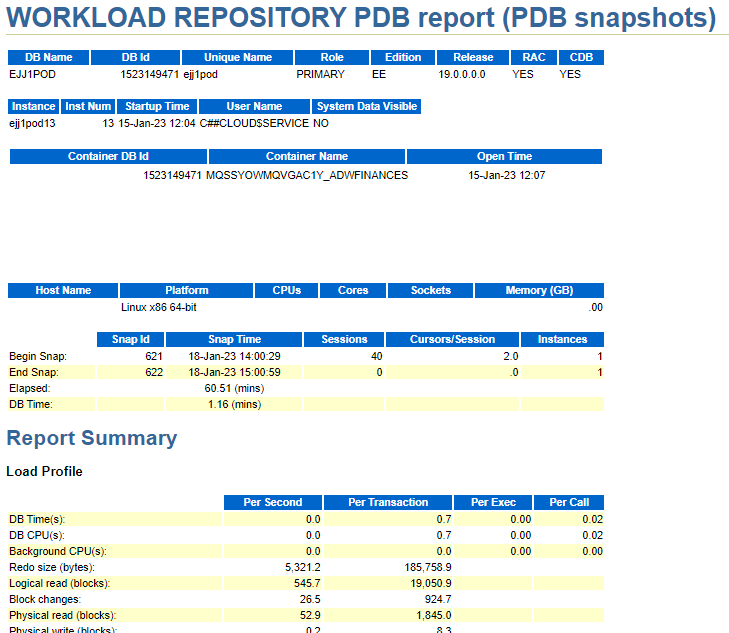 WORKLOAD REPOSITORY PDB report (PDB snapshots)
DB Name DB Id Unique Name Role Edition Release RAC CDB
EJJ1POD 1523149471 ejj1pod PRIMARY EE 19.0.0.0.0 YES YES
Instance Inst Num Startup Time User Name System Data Visible
ejj1pod13 13 15-Jan-23 12:04 C##CLOUD$SERVICE NO
Container DB Id Container Name Open Time
1523149471 MQSSYOWMQVGAC1Y_ADWFINANCES 15-Jan-23 12:07
Host Name Platform CPUs Cores Sockets Memory (GB)
Linux x86 64-bit .00
Snap Id Snap Time Sessions Cursors/Session Instances
Begin Snap: 621 18-Jan-23 14:00:29 40 2.0 1
End Snap: 622 18-Jan-23 15:00:59 0 .0 1
Elapsed: 60.51 (mins)
DB Time: 1.16 (mins)
Report Summary
Load Profile
Per Second Per Transaction Per Exec Per Call
DB Time(s): 0.0 0.7 0.00 0.02
DB CPU(s): 0.0 0.7 0.00 0.02
Background CPU(s): 0.0 0.0 0.00 0.00
Redo size (bytes): 5,321.2 185,758.9
Logical read (blocks): 545.7 19,050.9
Block changes: 26.5 924.7
Physical read (blocks): 52.9 1,845.0
Physical write (blocks): 0.2 8.3